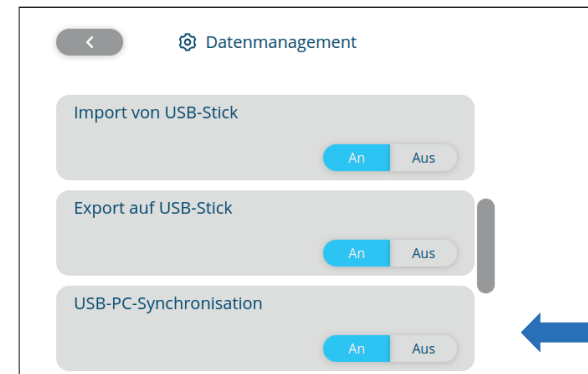 Datenmanagement
Import von USB-Stick
An Aus
Export auf USB-Stick
An Aus
USB-PC-Synchronisation
An Aus